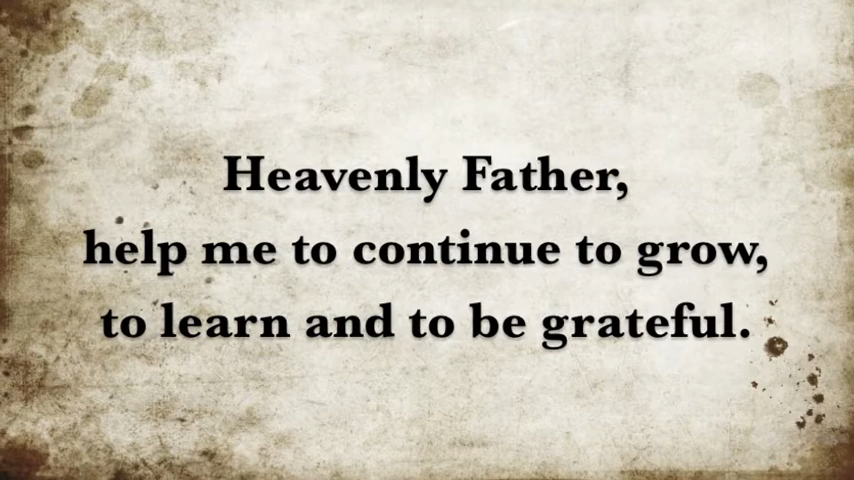 Heavenly Father,
help me to continue to grow,
to learn and to be grateful.